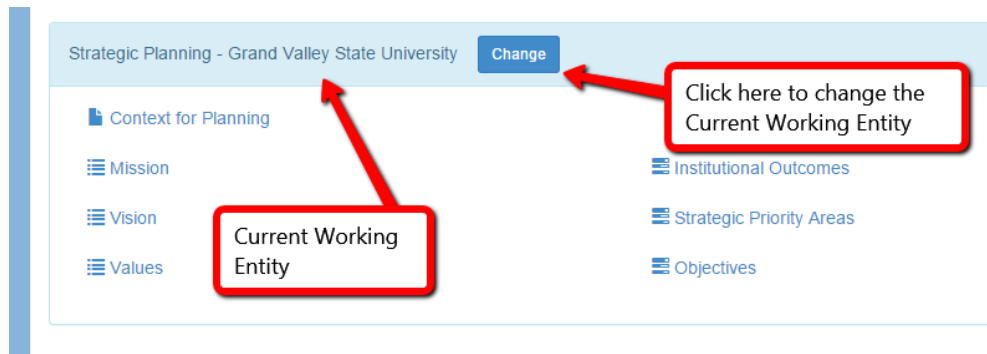 Strategic Planning - Grand Valley State University Change
Click here to change the
Current Working Entity
Context for Planning
Mission
Institutional Outcomes
Vision
Strategic Priority Areas
Current Working
Entity
Values
Objectives